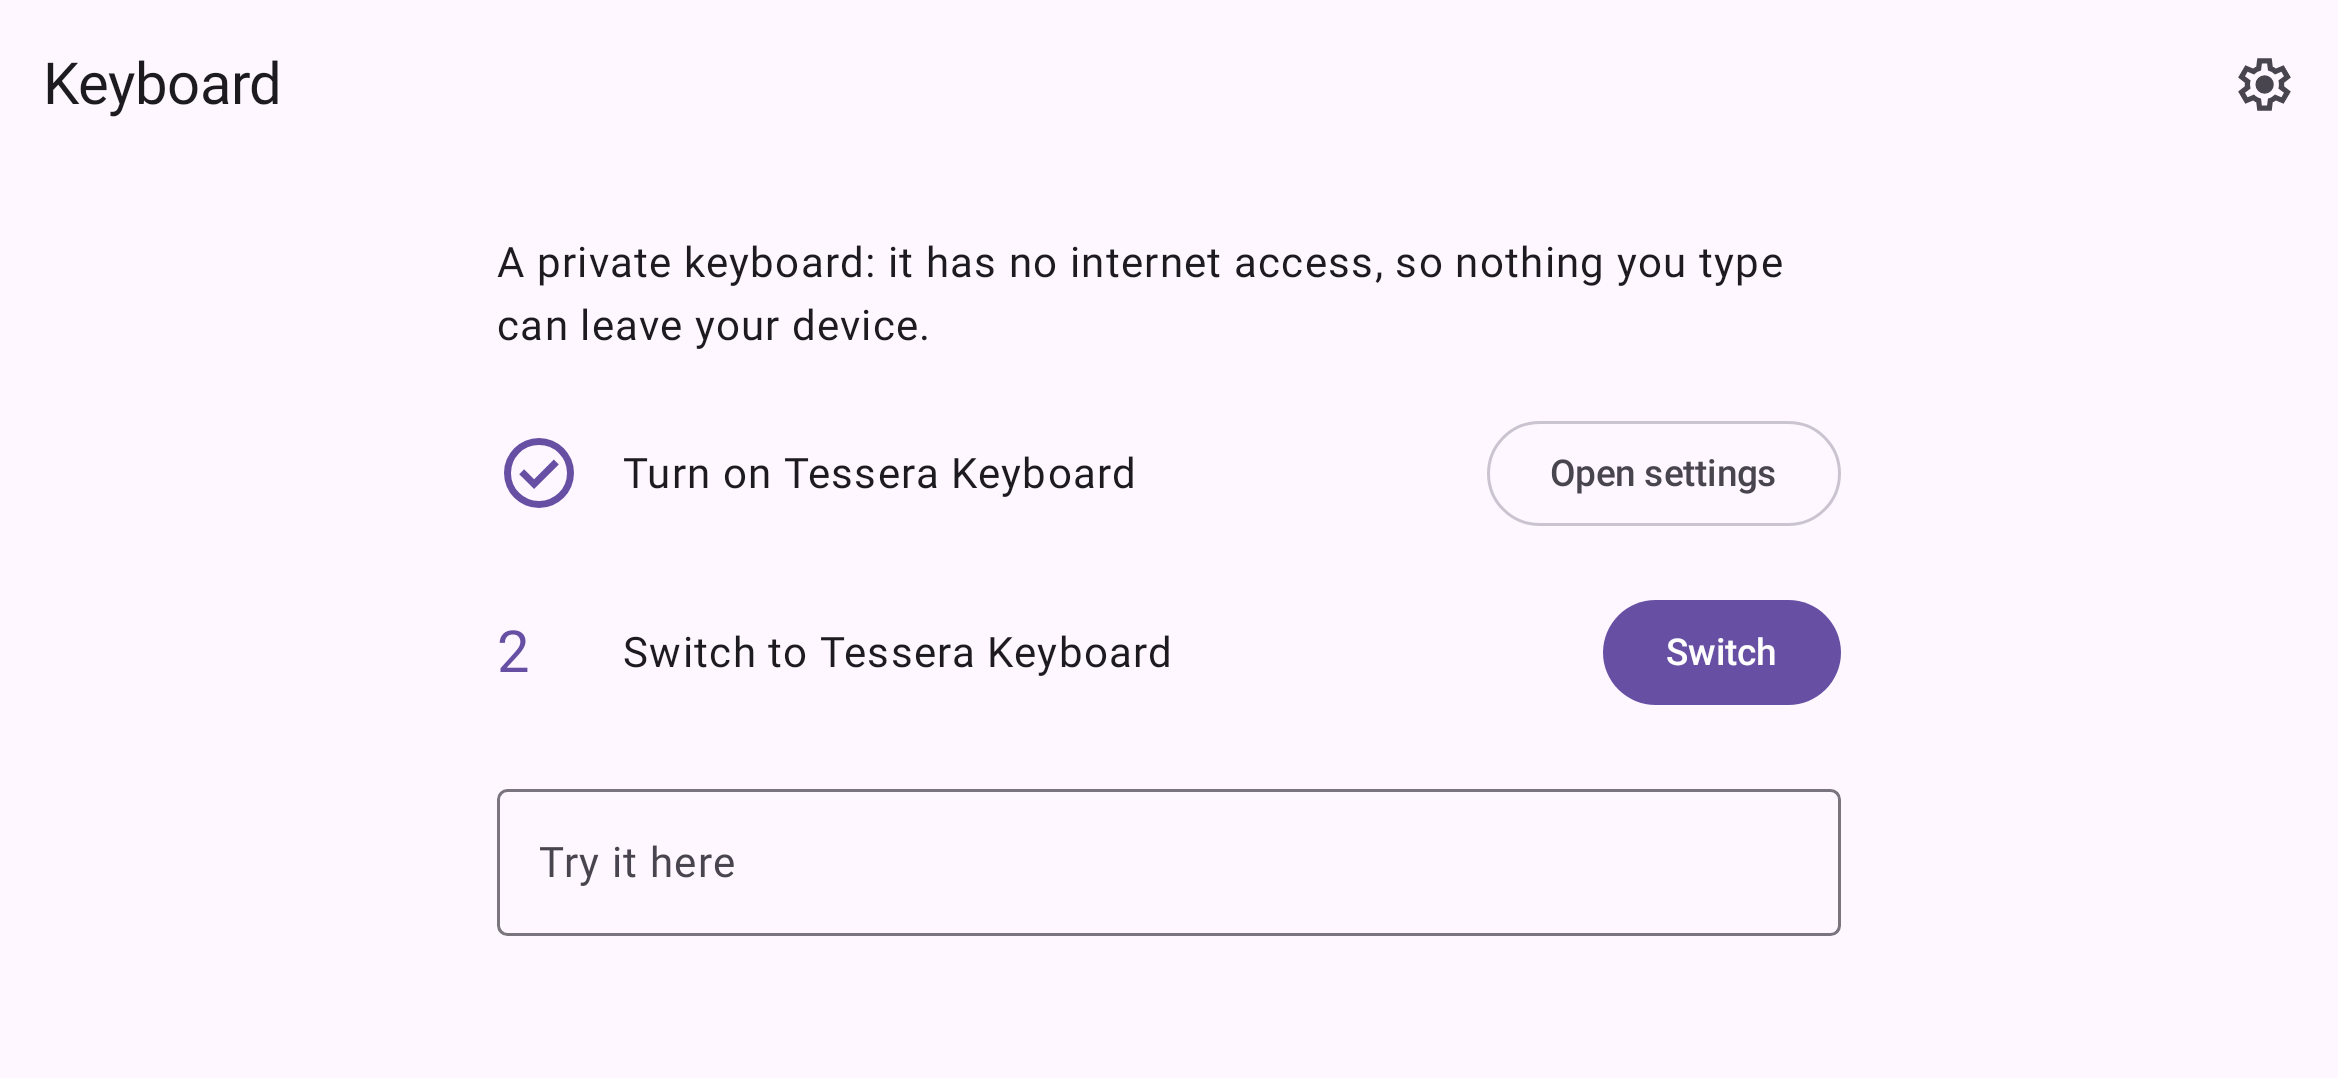 Keyboard
A private keyboard: it has no internet access, so nothing you type
can leave your device.
Turn on Tessera Keyboard
Open settings
2 Switch to Tessera Keyboard
Switch
Try it here